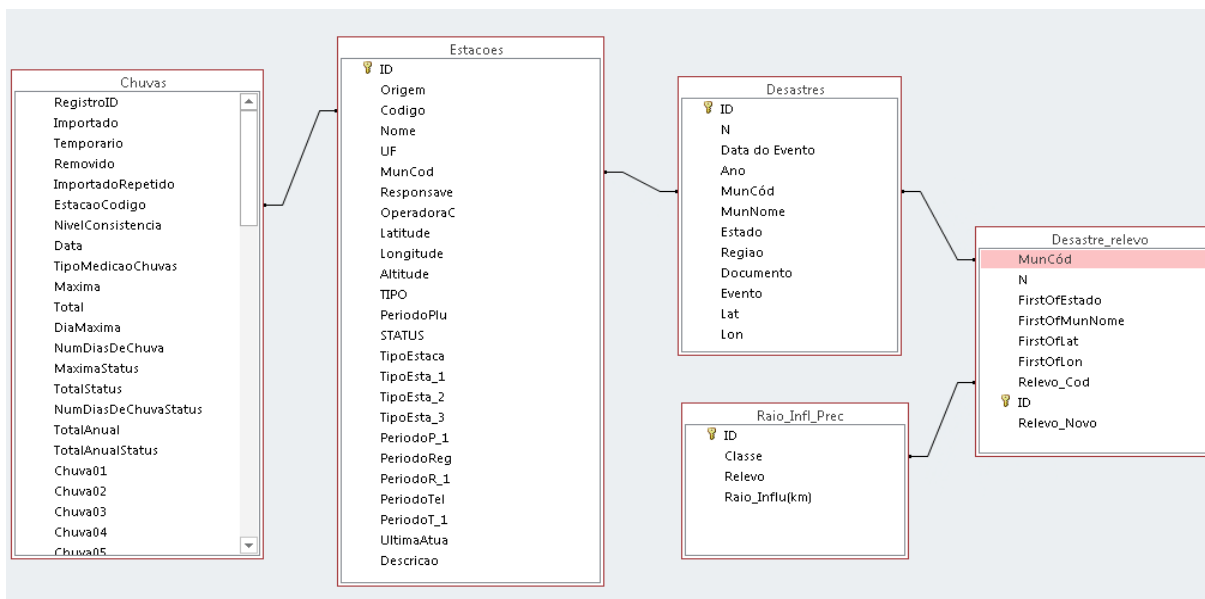 Chuvas
RegistroID
Importado
Temporario
Removido
ImportadoRepetido
EstacaoCodigo
NivelConsistencia
Data
TipoMedicaoChuvas
Maxima
Total
DiaMaxima
NumDiasDeChuva
MaximaStatus
TotalStatus
NumDiasDeChuvaStatus
TotalAnual
TotalAnualStatus
Chuva01
Chuva02
Chuva03
Chuva04
Chuva05
Estacoes
ID
Origem
Codigo
Nome
UF
MunCod
Responsave
OperadoraC
Latitude
Longitude
Altitude
TIPO
PeriodoPlu
STATUS
TipoEstaca
TipoEsta_1
TipoEsta_2
TipoEsta_3
PeriodoP_1
PeriodoReg
PeriodoR_1
PeriodoTel
PeriodoT_1
UltimaAtua
Descricao
Desastres
ID
N
Data do Evento
Ano
MunCód
MunNome
Estado
Regiao
Documento
Evento
Lat
Lon
Raio_Infl_Prec
ID
Classe
Relevo
Raio_Influ(km)
Desastre_relevo
MunCód
N
FirstOfEstado
FirstOfMunNome
FirstOfLat
FirstOfLon
Relevo_Cod
ID
Relevo_Novo